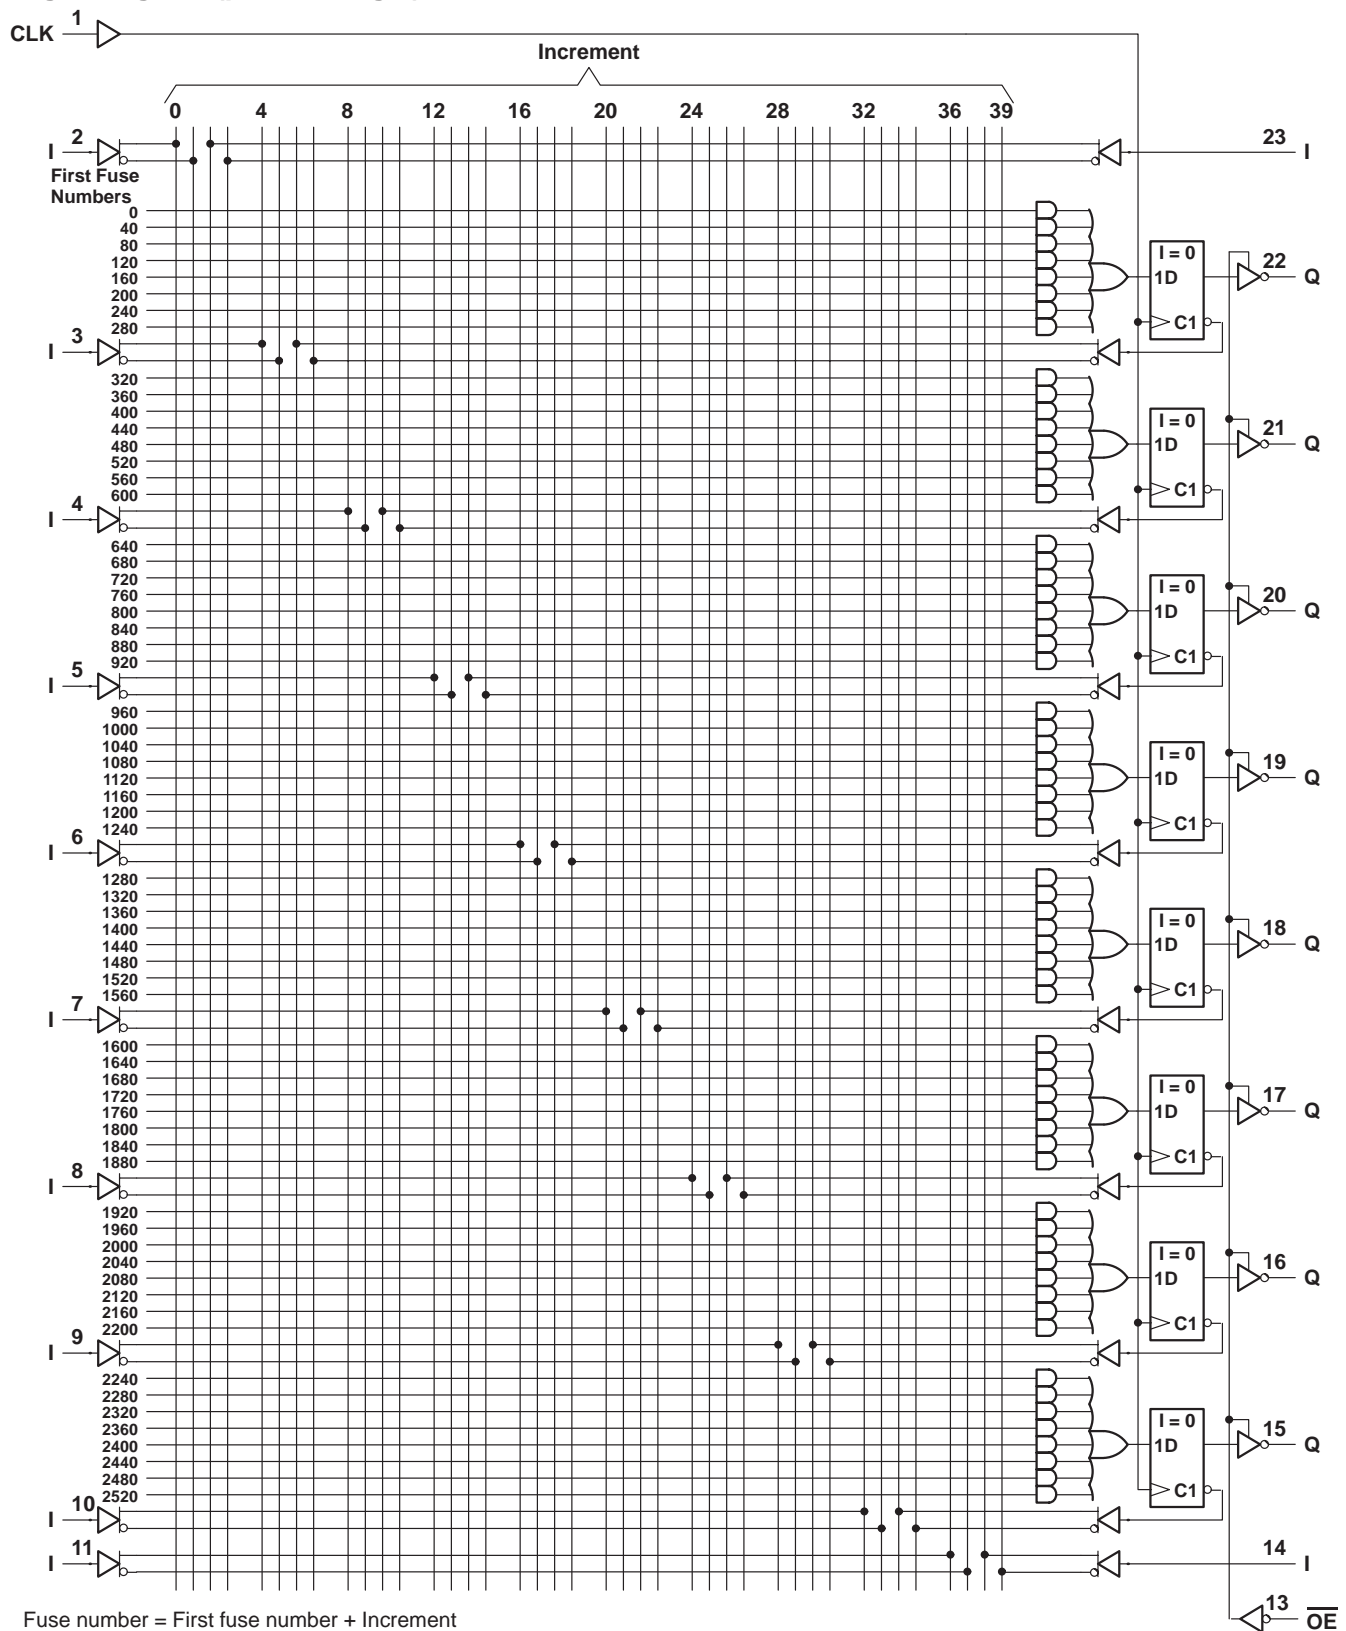 1
CLK
Increment
0 4 8 12 16 20 24 28 32 36 39
2
I
23
I
First Fuse
Numbers
0
40
80
120
160
200
240
280
I = 0
1D
C1
22
Q
3
I
320
360
400
440
480
520
560
600
I = 0
1D
C1
21
Q
4
I
640
680
720
760
800
840
880
920
I = 0
1D
C1
20
Q
5
I
960
1000
1040
1080
1120
1160
1200
1240
I = 0
1D
C1
19
Q
6
I
1280
1320
1360
1400
1440
1480
1520
1560
I = 0
1D
C1
18
Q
7
I
1600
1640
1680
1720
1760
1800
1840
1880
I = 0
1D
C1
17
Q
8
I
1920
1960
2000
2040
2080
2120
2160
2200
I = 0
1D
C1
16
Q
9
I
2240
2280
2320
2360
2400
2440
2480
2520
I = 0
1D
C1
15
Q
10
I
11
I
14
I
13
O̅E̅
Fuse number = First fuse number + Increment